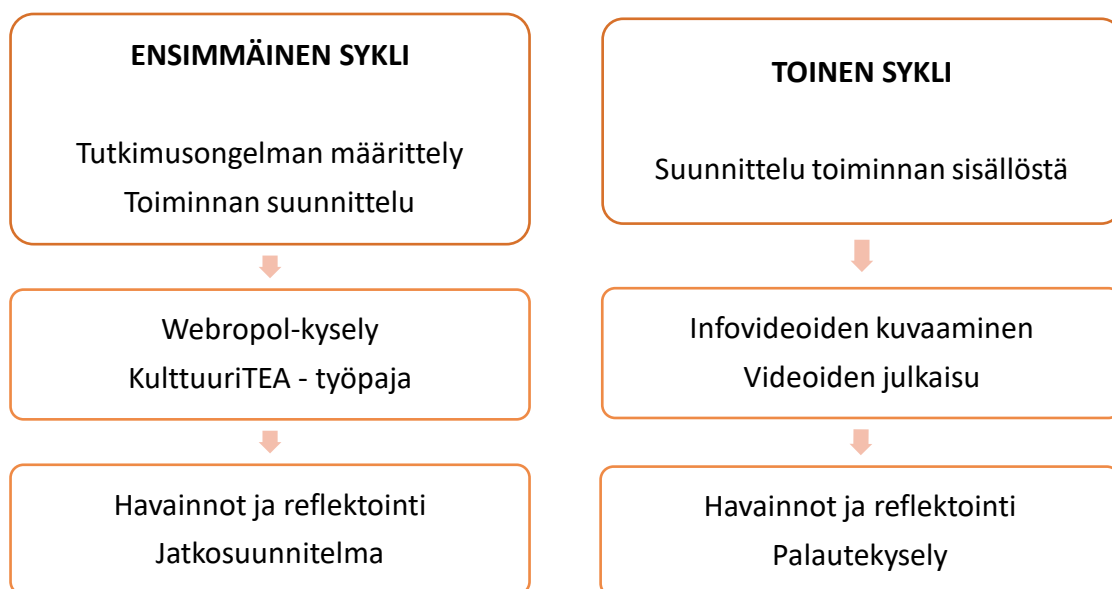 ENSIMMÄINEN SYKLI
Tutkimusongelman määrittely
Toiminnan suunnittelu
Webropol-kysely
KulttuuriTEA - työpaja
Havainnot ja reflektointi
Jatkosuunnitelma
TOINEN SYKLI
Suunnittelu toiminnan sisällöstä
Infovideoiden kuvaaminen
Videoiden julkaisu
Havainnot ja reflektointi
Palautekysely